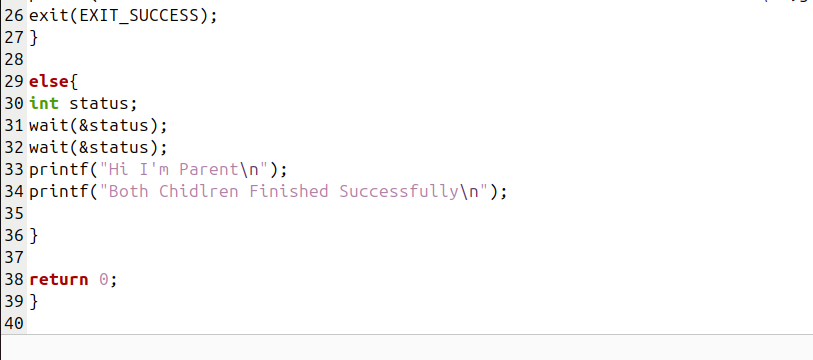 26 exit(EXIT_SUCCESS);
27 }
28
29 else{
30 int status;
31 wait(&status);
32 wait(&status);
33 printf("Hi I'm Parent\n");
34 printf("Both Chidlren Finished Successfully\n");
35
36 }
37
38 return 0;
39 }
40